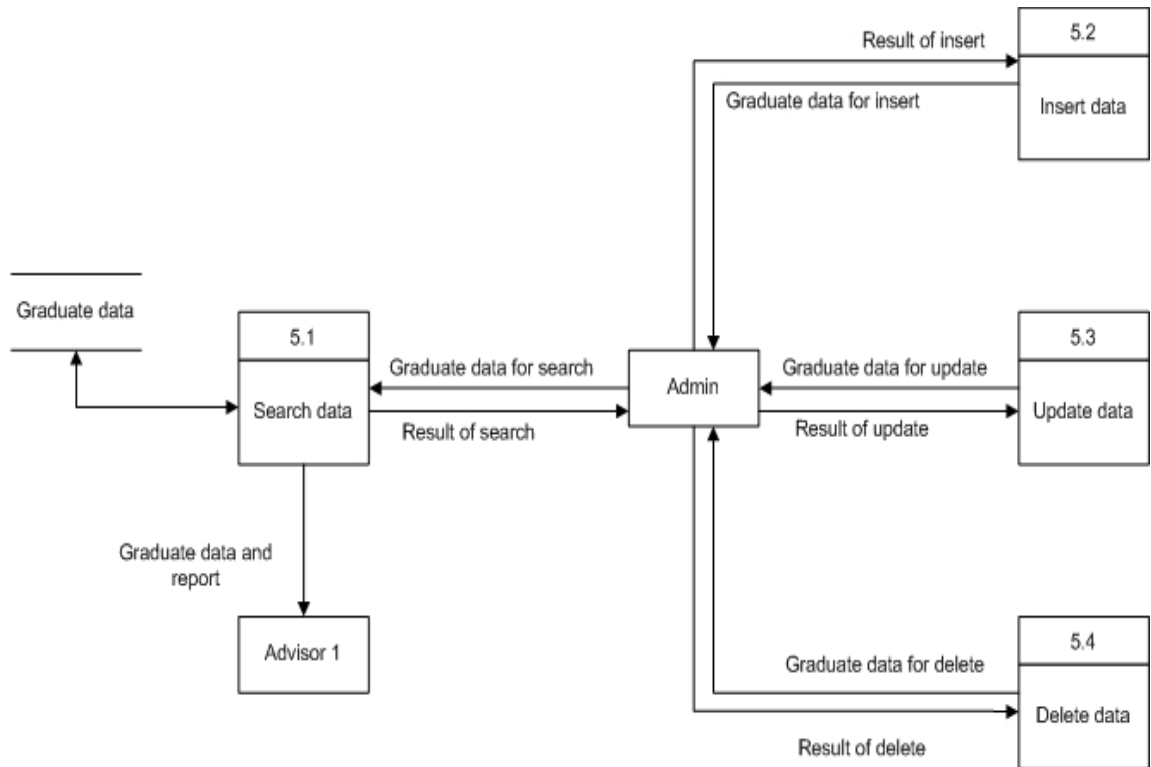 5.2
Result of insert
Graduate data for insert
Insert data
Graduate data
5.1
Search data
Graduate data for search
Result of search
Admin
5.3
Graduate data for update
Update data
Result of update
Graduate data and
report
Advisor 1
5.4
Graduate data for delete
Delete data
Result of delete